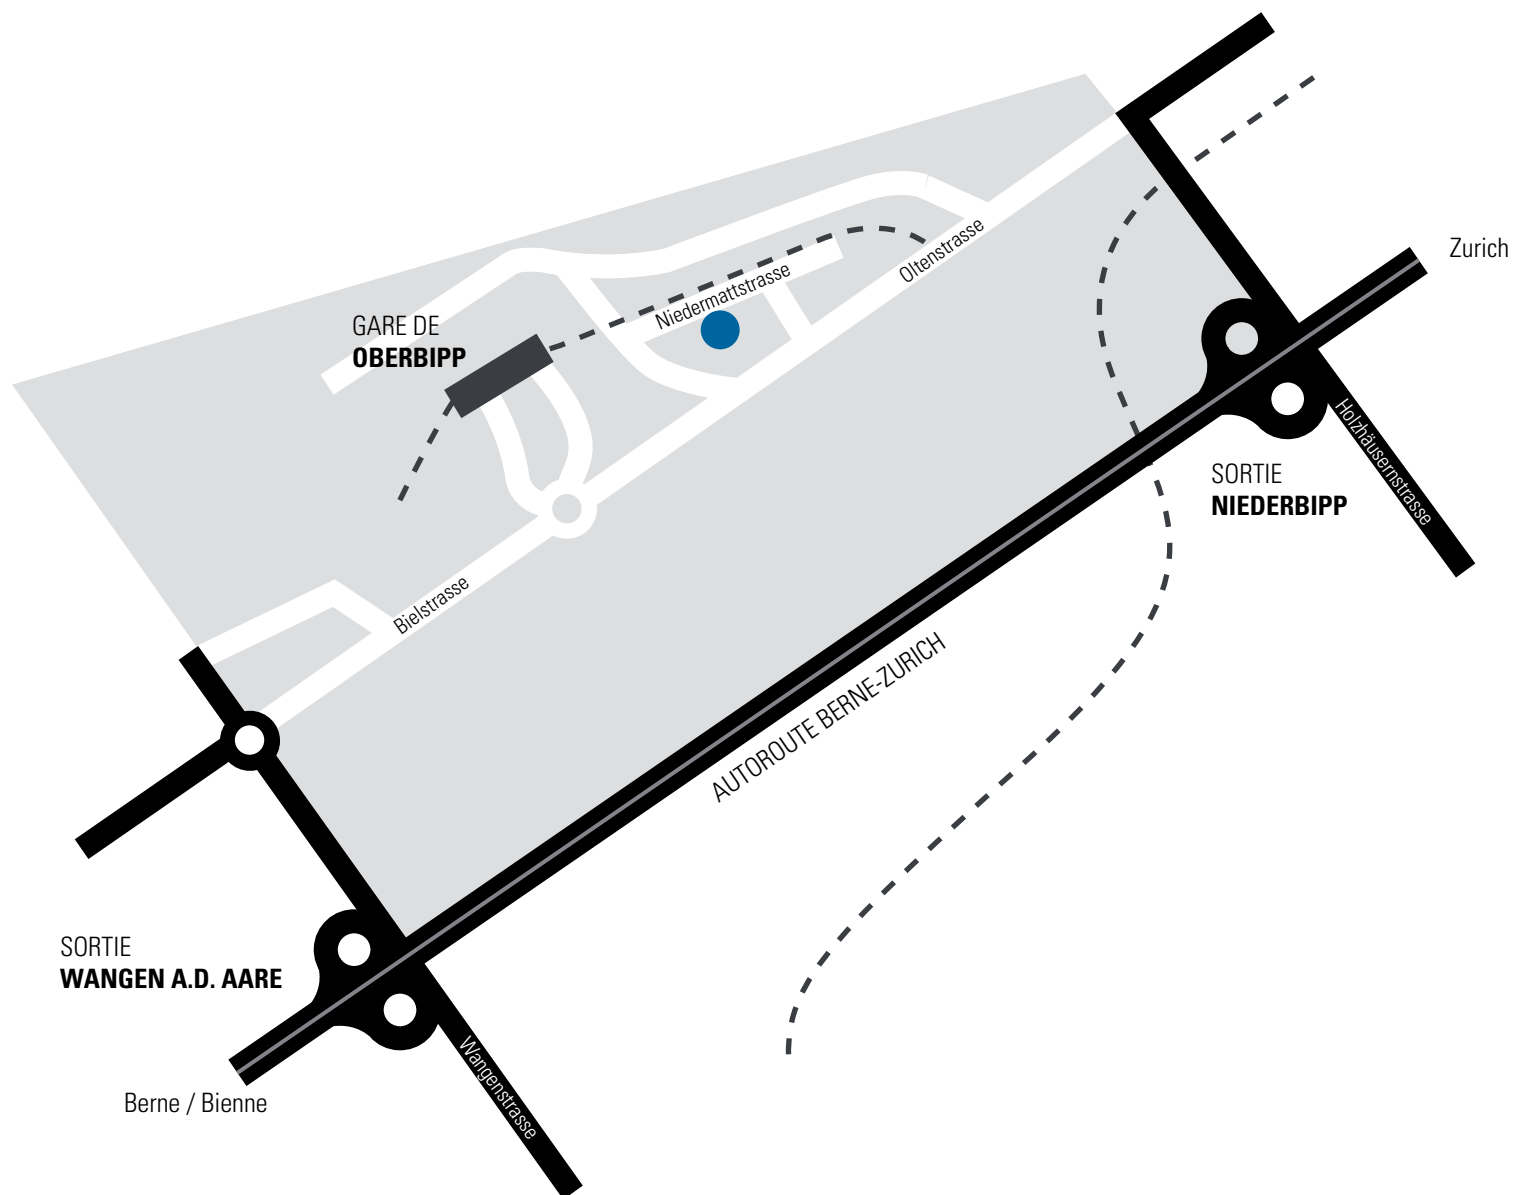 Zurich
Oltenstrasse
Niedermattstrasse
GARE DE
OBERBIPP
Holzhäusernstrasse
SORTIE
NIEDERBIPP
Bielstrasse
AUTOROUTE BERNE-ZURICH
SORTIE
WANGEN A.D. AARE
Wangenstrasse
Berne / Bienne